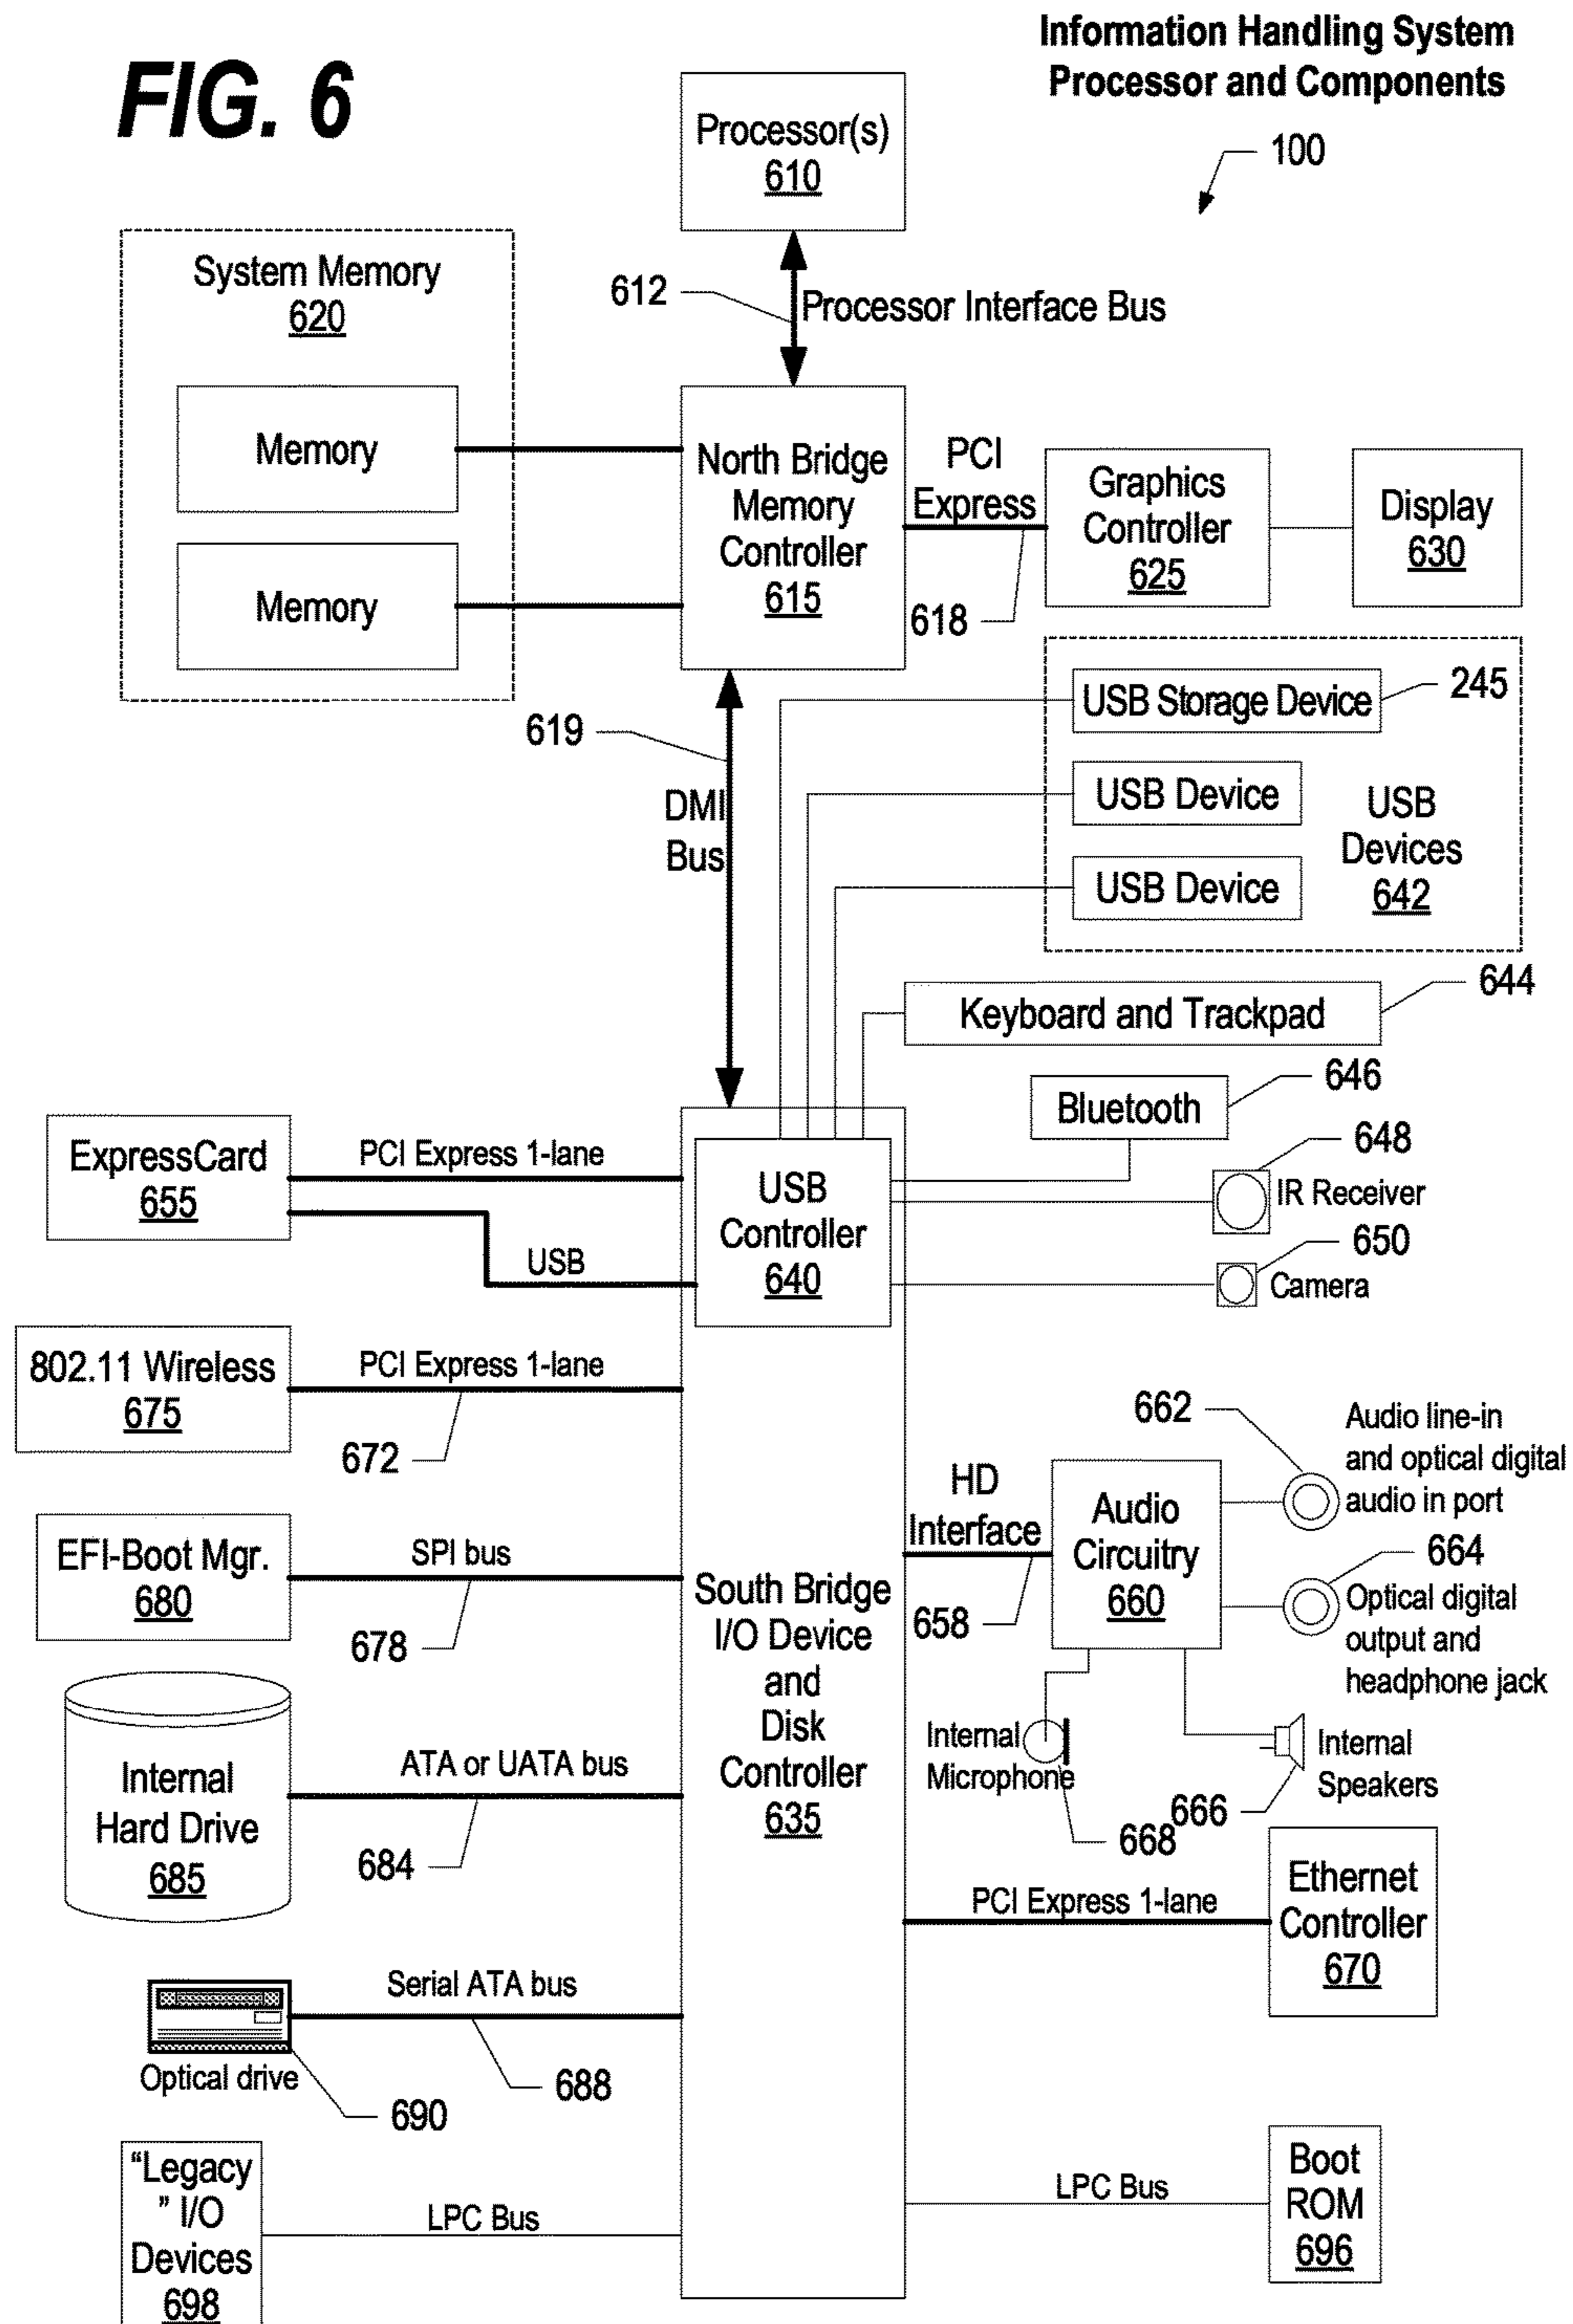 FIG. 6
Information Handling System
Processor and Components
100
Processor(s)
610
612
Processor Interface Bus
System Memory
620
Memory
Memory
North Bridge
Memory
Controller
615
PCI
Express
618
Graphics
Controller
625
Display
630
619
DMI
Bus
USB Storage Device
245
USB Device
USB Device
USB
Devices
642
Keyboard and Trackpad
644
Bluetooth
646
648
IR Receiver
650
Camera
ExpressCard
655
PCI Express 1-lane
USB
USB
Controller
640
802.11 Wireless
675
PCI Express 1-lane
672
EFI-Boot Mgr.
680
SPI bus
678
South Bridge
I/O Device
and
Disk
Controller
635
HD
Interface
658
Audio
Circuitry
660
662
Audio line-in
and optical digital
audio in port
664
Optical digital
output and
headphone jack
Internal
Microphone
668
666
Internal
Speakers
Internal
Hard Drive
685
ATA or UATA bus
684
PCI Express 1-lane
Ethernet
Controller
670
Serial ATA bus
688
Optical drive
690
“Legacy
” I/O
Devices
698
LPC Bus
LPC Bus
Boot
ROM
696